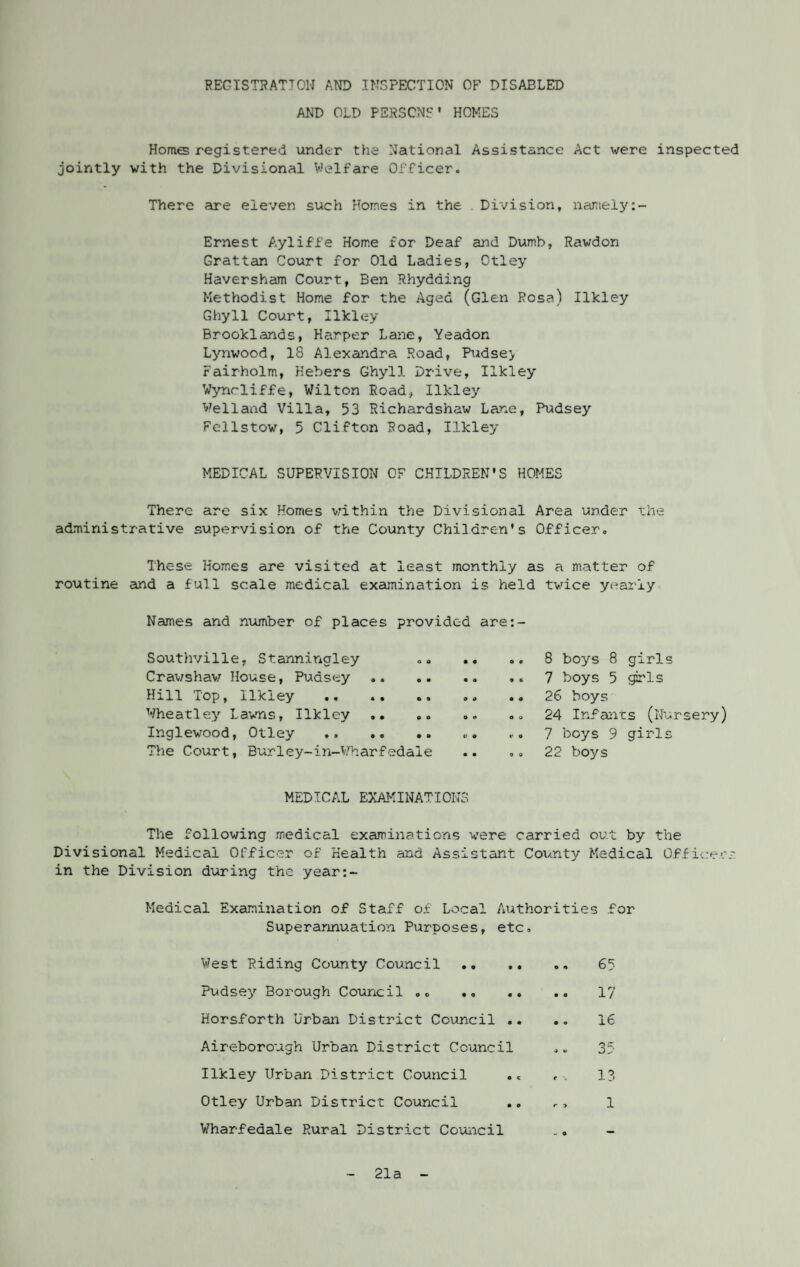 REGISTRATION AND INSPECTION OF DISABLED
AND OLD PERSONS' HOMES
Homes registered under the National Assistance Act were inspected
jointly with the Divisional Welfare Officer.
There are eleven such Homes in the . Division, namely:-
Ernest Ayliffe Home for Deaf and Dumb, Rawdon
Grattan Court for Old Ladies, Otley
Haversham Court, Ben Rhydding
Methodist Home for the Aged (Glen Rosa) Ilkley
Ghyll Court, Ilkley
Brooklands, Harper Lane, Yeadon
Lynwood, 18 Alexandra Road, Pudsey
Fairholm, Hebers Ghyll Drive, Ilkley
Wyncliffe, Wilton Road, Ilkley
Welland Villa, 53 Richardshaw Lane, Pudsey
Fellstow, 5 Clifton Road, Ilkley
MEDICAL SUPERVISION OF CHILDREN'S HOMES
There are six Homes within the Divisional Area under the
administrative supervision of the County Children's Officer.
These Homes are visited at least monthly as a matter of
routine and a full scale medical examination is held twice yearly
Names and number of places provided are:-
Southville, Stanningley .. .. .. 8 boys 8 girls
Crawshaw House, Pudsey .. .. .. .. 7 boys 5 girls
Hill Top, Ilkley .. .. .. .. .. 26 boys
Wheatley Lawns, Ilkley .. .. .. .. 24 Infants (Nursery)
Inglewood, Otley .. .. .. .. .. 7 boys 9 girls
The Court, Burley-in-Wharfedale .. .. 22 boys
MEDICAL EXAMINATIONS
The following medical examinations were carried out by the
Divisional Medical Officer of Health and Assistant County Medical Officers
in the Division during the year:-
Medical Examination of Staff of Local Authorities for
Superannuation Purposes, etc.
West Riding County Council .. .. .. 65
Pudsey Borough Council .. .. .. .. 17
Horsforth Urban District Council .. .. 16
Aireborough Urban District Council .. 35
Ilkley Urban District Council .. .. 13
Otley Urban District Council .. .. 1
Wharfedale Rural District Council .. -
- 21a -